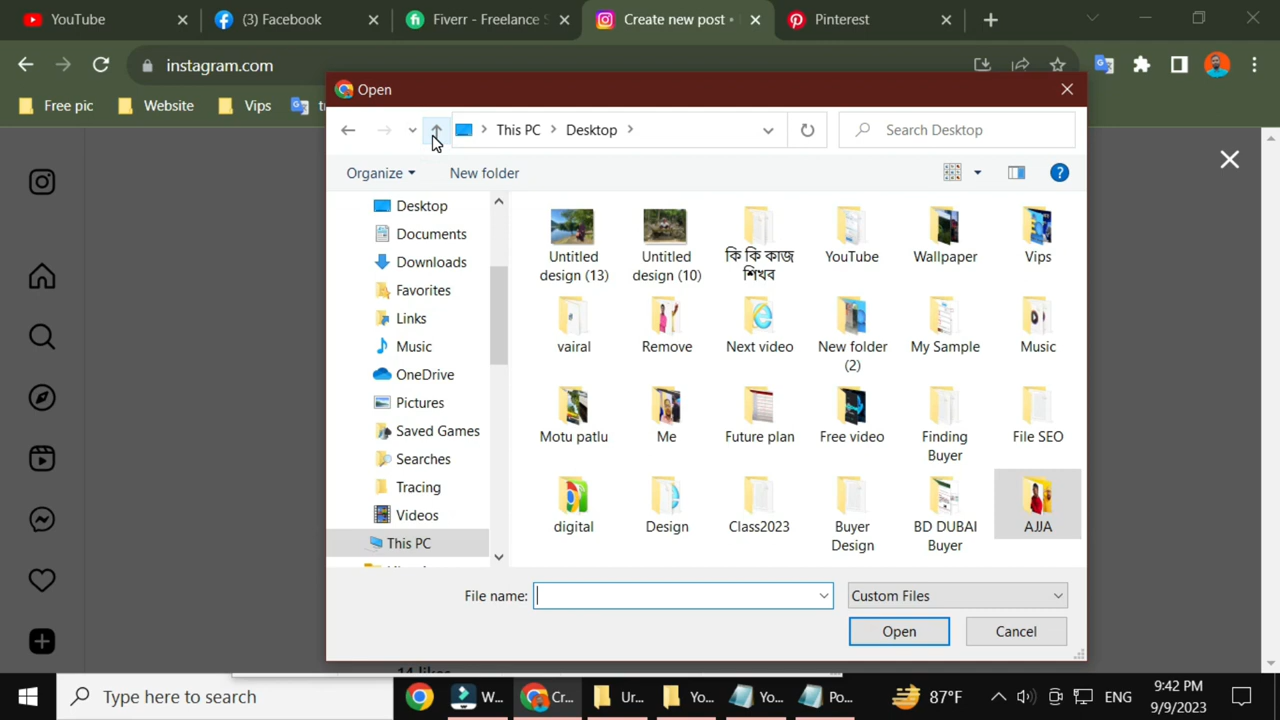 YouTube
(3) Facebook
Fiverr - Freelance S
Create new post •
Pinterest
instagram.com
Free pic
Website
Vips
Open
This PC
Desktop
Search Desktop
Organize
New folder
Desktop
Documents
Downloads
Favorites
Links
Music
OneDrive
Pictures
Saved Games
Searches
Tracing
Videos
This PC
Untitled
design (13)
Untitled
design (10)
কি কি কাজ
শিখব
YouTube
Wallpaper
Vips
vairal
Remove
Next video
New folder
(2)
My Sample
Music
Motu patlu
Me
Future plan
Free video
Finding
Buyer
File SEO
digital
Design
Class2023
Buyer
Design
BD DUBAI
Buyer
AJJA
File name:
Custom Files
Open
Cancel
Type here to search
W...
Cr...
Ur...
Yo...
Yo...
Po...
87°F
ENG
9:42 PM
9/9/2023